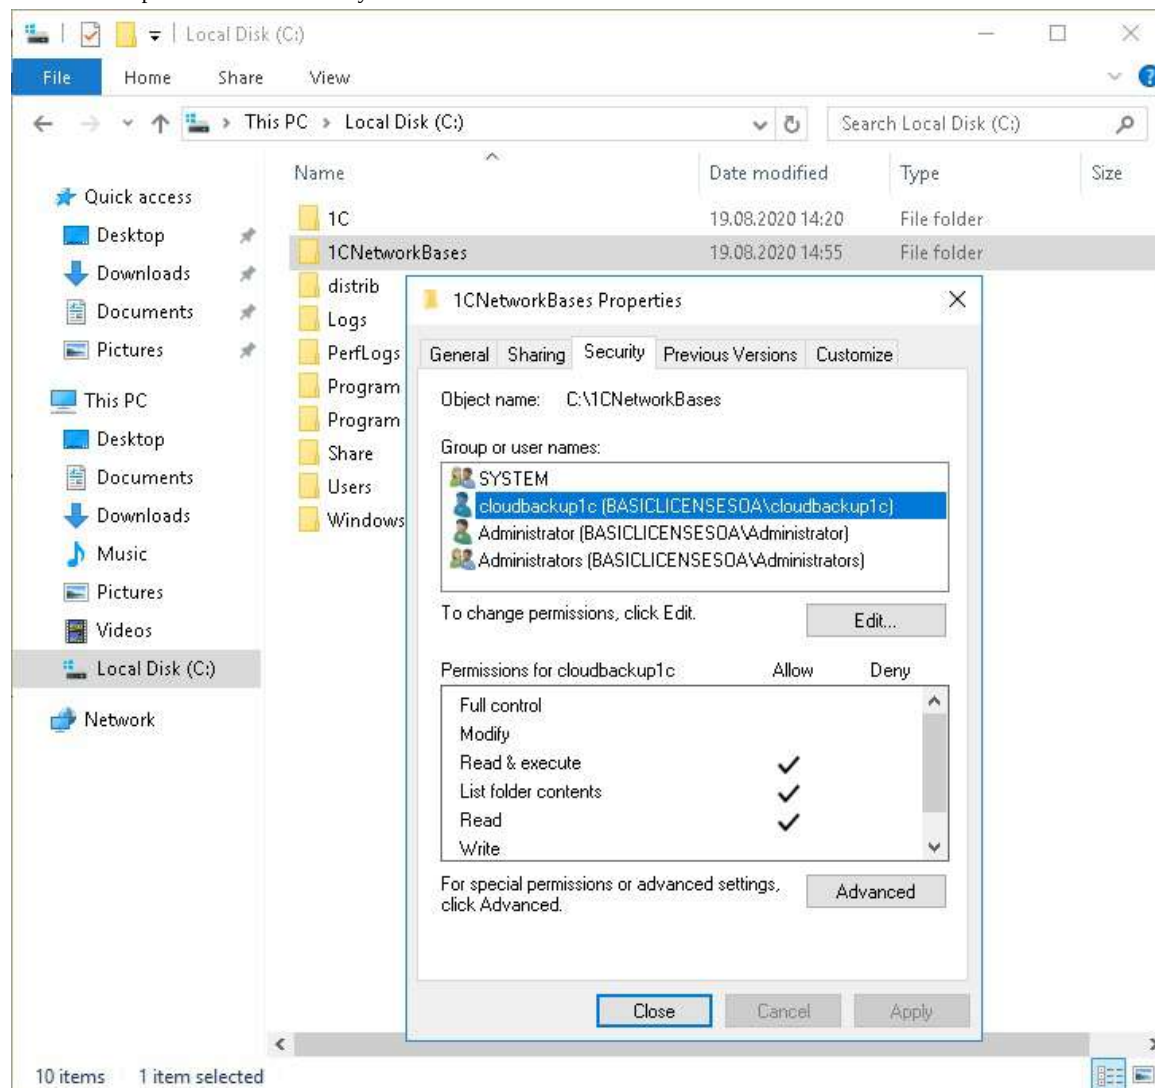 Local Disk (C:)
File Home Share View
This PC Local Disk (C:) Search Local Disk (C:)
Name Date modified Type Size
Quick access
Desktop
Downloads
Documents
Pictures
This PC
Desktop
Documents
Downloads
Music
Pictures
Videos
Local Disk (C:)
Network
1C 19.08.2020 14:20 File folder
1CNetworkBases 19.08.2020 14:55 File folder
distrib
Logs
PerfLogs
Program
Program
Share
Users
Windows
1CNetworkBases Properties
General Sharing Security Previous Versions Customize
Object name: C:\1CNetworkBases
Group or user names:
SYSTEM
cloudbackup1c (BASICLICENSESOA\cloudbackup1c)
Administrator (BASICLICENSESOA\Administrator)
Administrators (BASICLICENSESOA\Administrators)
To change permissions, click Edit. Edit...
Permissions for cloudbackup1c Allow Deny
Full control
Modify
Read & execute
List folder contents
Read
Write
For special permissions or advanced settings,
click Advanced. Advanced
Close Cancel Apply
10 items 1 item selected